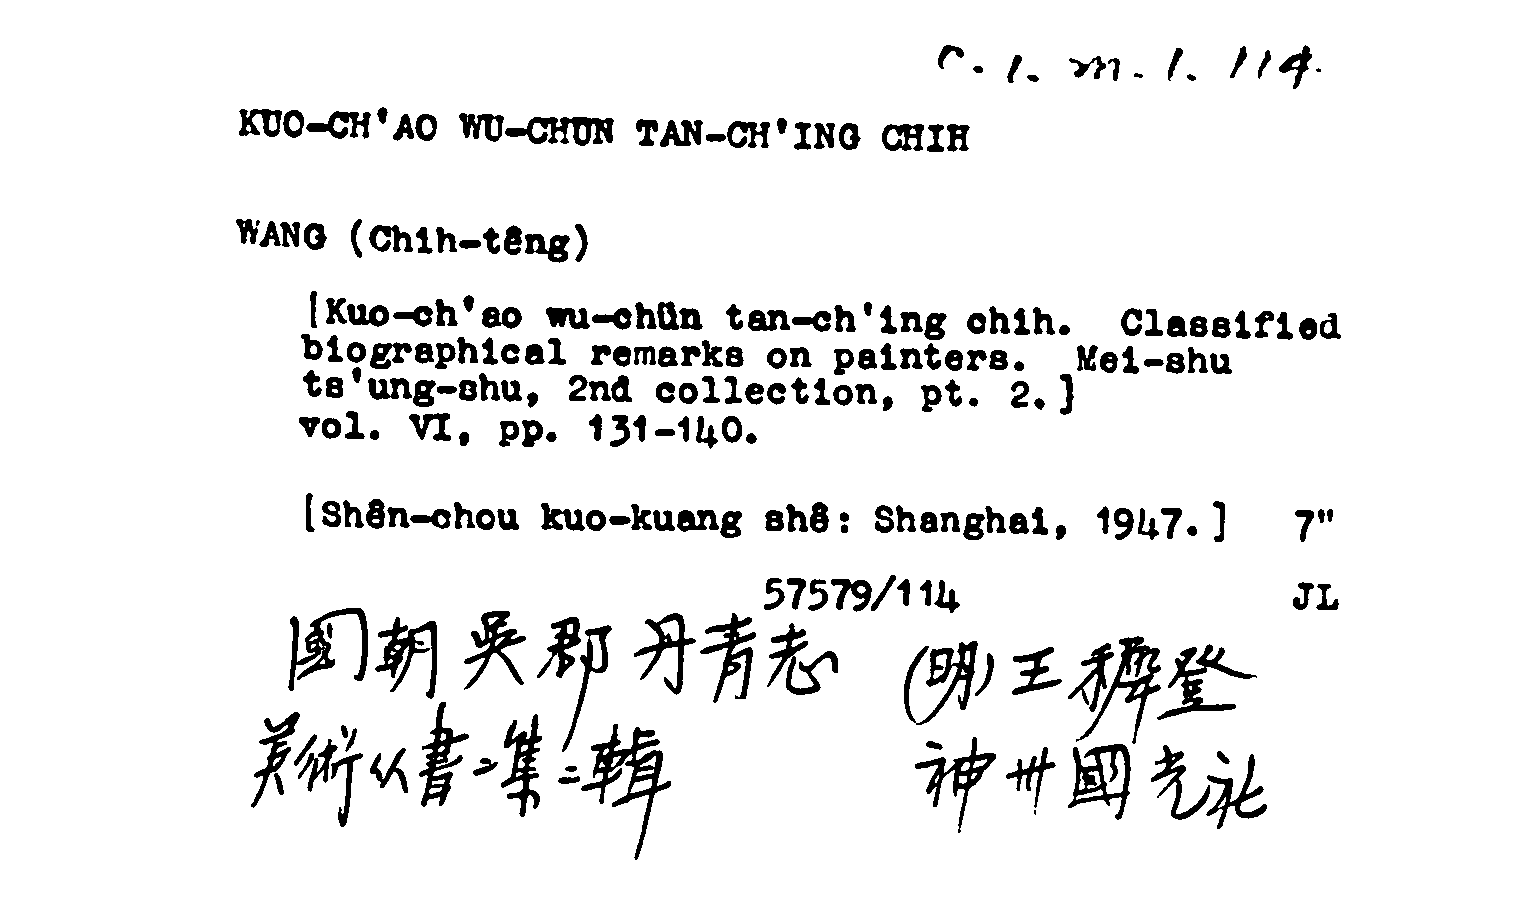 C. 1. m. 1. 114.
KUO-CH'AO WU-CHUN TAN-CH'ING CHIH
WANG (Chih-têng)
[Kuo-ch'ao wu-chün tan-ch'ing chih. Classified
biographical remarks on painters. Mei-shu
ts'ung-shu, 2nd collection, pt. 2.]
vol. VI, pp. 131-140.
[Shên-chou kuo-kuang shê: Shanghai, 1947.] 7"
57579/114 JL
國朝吳郡丹青志 (明)王穉登
美術从書二集二輯 神州國光社